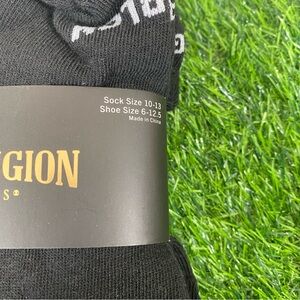 Sock Size 10-13
Shoe Size 6-12.5
Made in China
GION
S®